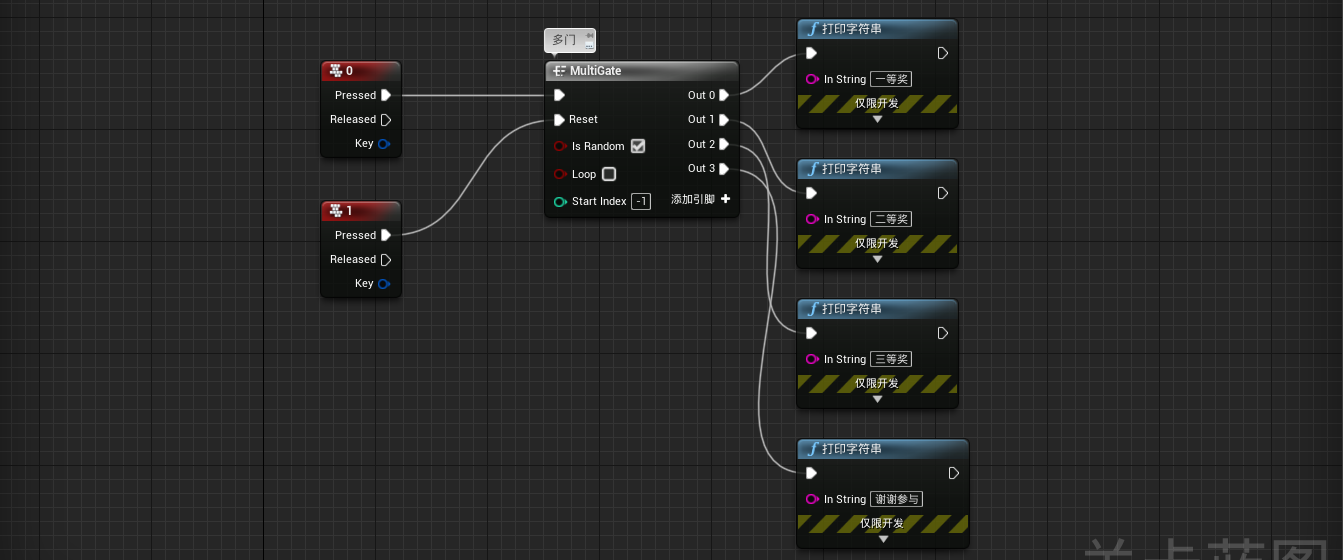 0
Pressed
Released
Key
1
Pressed
Released
Key
多门
MultiGate
Out 0
Reset
Out 1
Is Random
Out 2
Loop
Out 3
Start Index -1
添加引脚
打印字符串
In String 一等奖
仅限开发
打印字符串
In String 二等奖
仅限开发
打印字符串
In String 三等奖
仅限开发
打印字符串
In String 谢谢参与
仅限开发
关卡蓝图